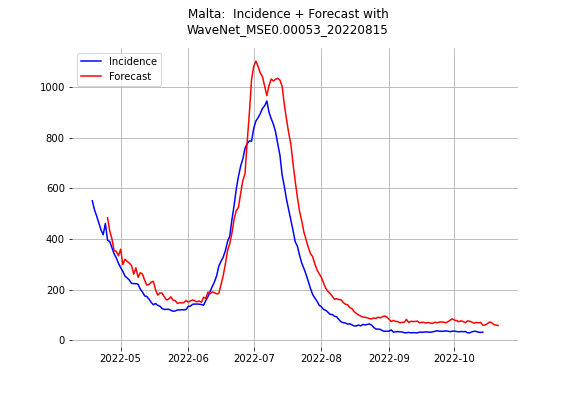 Malta:  Incidence + Forecast with
WaveNet_MSE0.00053_20220815
Incidence
Forecast
1000
800
600
400
200
0
2022-05 2022-06 2022-07 2022-08 2022-09 2022-10